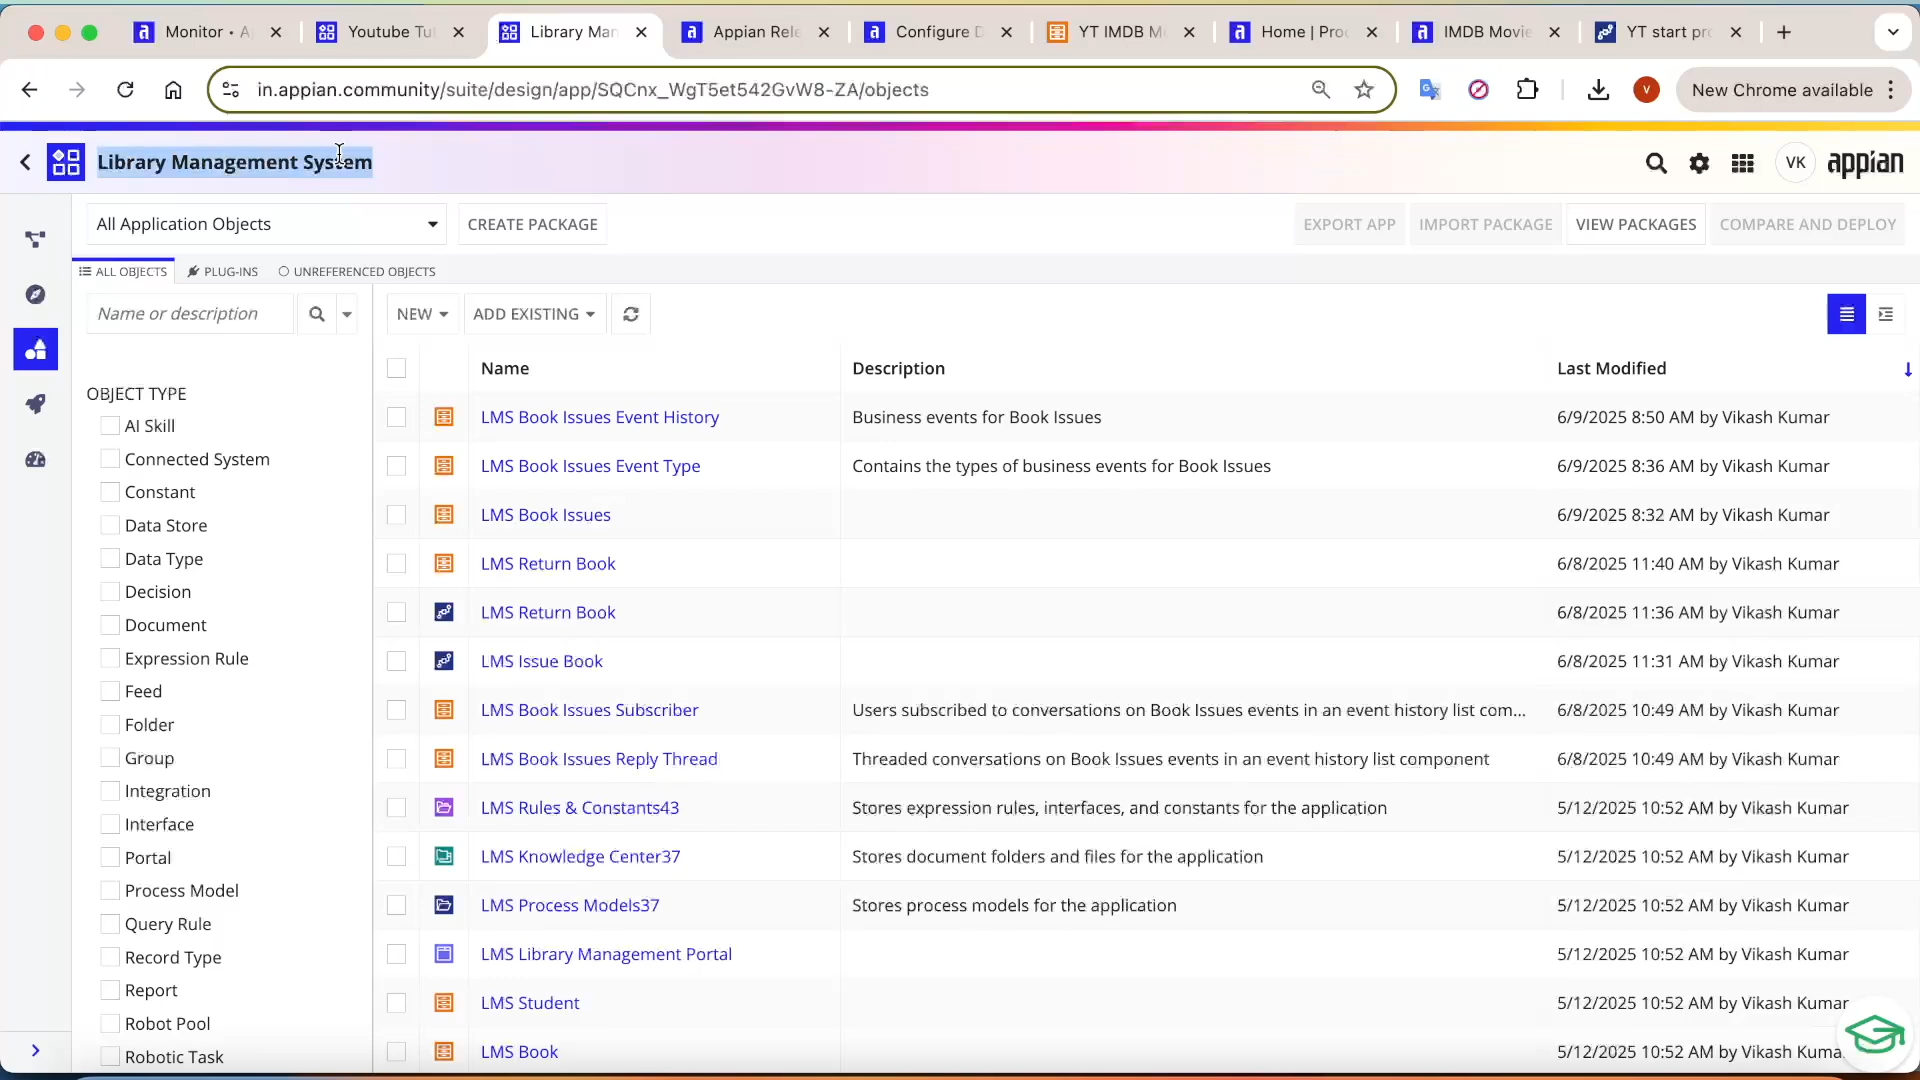 Monitor • A
Youtube Tut
Library Man
Appian Rele
Configure D
YT IMDB M
Home | Proc
IMDB Movie
YT start pro
in.appian.community/suite/design/app/SQCnx_WgT5et542GvW8-ZA/objects
V
New Chrome available
Library Management System
VK
appian
All Application Objects
CREATE PACKAGE
EXPORT APP
IMPORT PACKAGE
VIEW PACKAGES
COMPARE AND DEPLOY
ALL OBJECTS
PLUG-INS
UNREFERENCED OBJECTS
Name or description
NEW
ADD EXISTING
OBJECT TYPE
AI Skill
Connected System
Constant
Data Store
Data Type
Decision
Document
Expression Rule
Feed
Folder
Group
Integration
Interface
Portal
Process Model
Query Rule
Record Type
Report
Robot Pool
Robotic Task
Name Description Last Modified
LMS Book Issues Event History Business events for Book Issues 6/9/2025 8:50 AM by Vikash Kumar
LMS Book Issues Event Type Contains the types of business events for Book Issues 6/9/2025 8:36 AM by Vikash Kumar
LMS Book Issues 6/9/2025 8:32 AM by Vikash Kumar
LMS Return Book 6/8/2025 11:40 AM by Vikash Kumar
LMS Return Book 6/8/2025 11:36 AM by Vikash Kumar
LMS Issue Book 6/8/2025 11:31 AM by Vikash Kumar
LMS Book Issues Subscriber Users subscribed to conversations on Book Issues events in an event history list com... 6/8/2025 10:49 AM by Vikash Kumar
LMS Book Issues Reply Thread Threaded conversations on Book Issues events in an event history list component 6/8/2025 10:49 AM by Vikash Kumar
LMS Rules & Constants43 Stores expression rules, interfaces, and constants for the application 5/12/2025 10:52 AM by Vikash Kumar
LMS Knowledge Center37 Stores document folders and files for the application 5/12/2025 10:52 AM by Vikash Kumar
LMS Process Models37 Stores process models for the application 5/12/2025 10:52 AM by Vikash Kumar
LMS Library Management Portal 5/12/2025 10:52 AM by Vikash Kumar
LMS Student 5/12/2025 10:52 AM by Vikash Kumar
LMS Book 5/12/2025 10:52 AM by Vikash Kuma